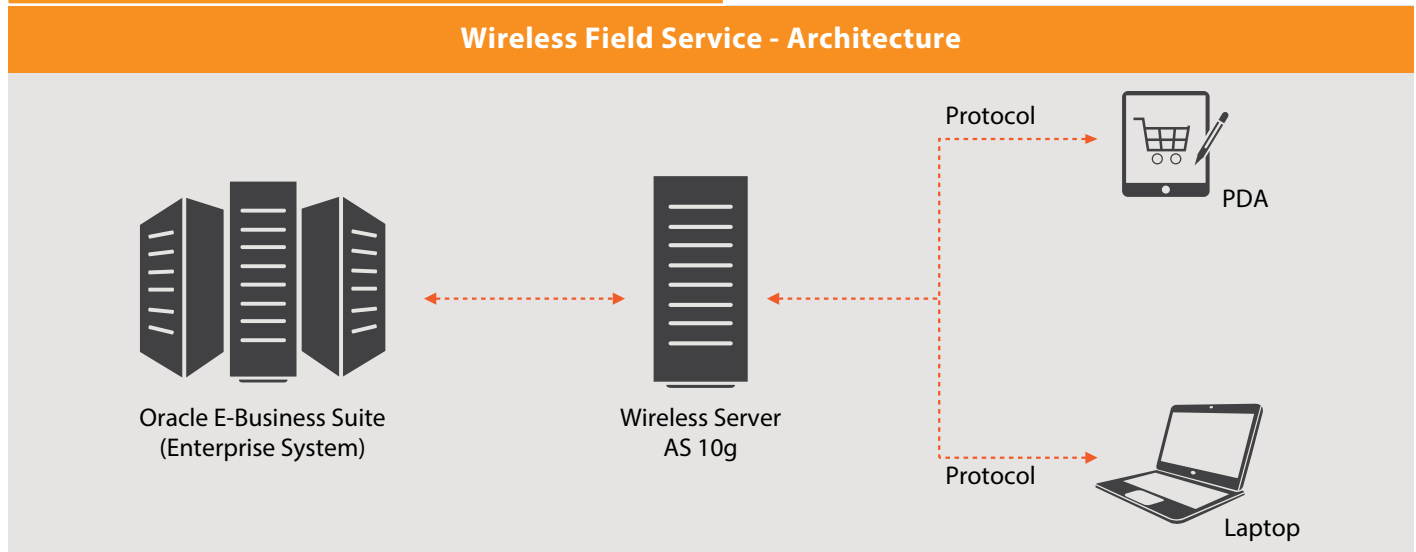 Wireless Field Service - Architecture
Protocol
PDA
Oracle E-Business Suite
(Enterprise System)
Wireless Server
AS 10g
Protocol
Laptop